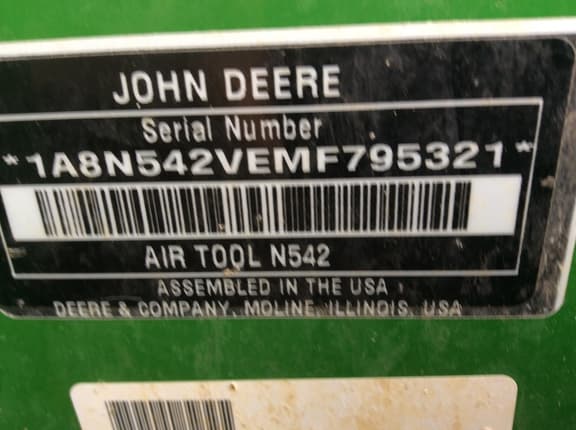 JOHN DEERE
Serial Number
*1A8N542VEMF795321*
AIR TOOL N542
ASSEMBLED IN THE USA
DEERE & COMPANY, MOLINE ILLINOIS USA